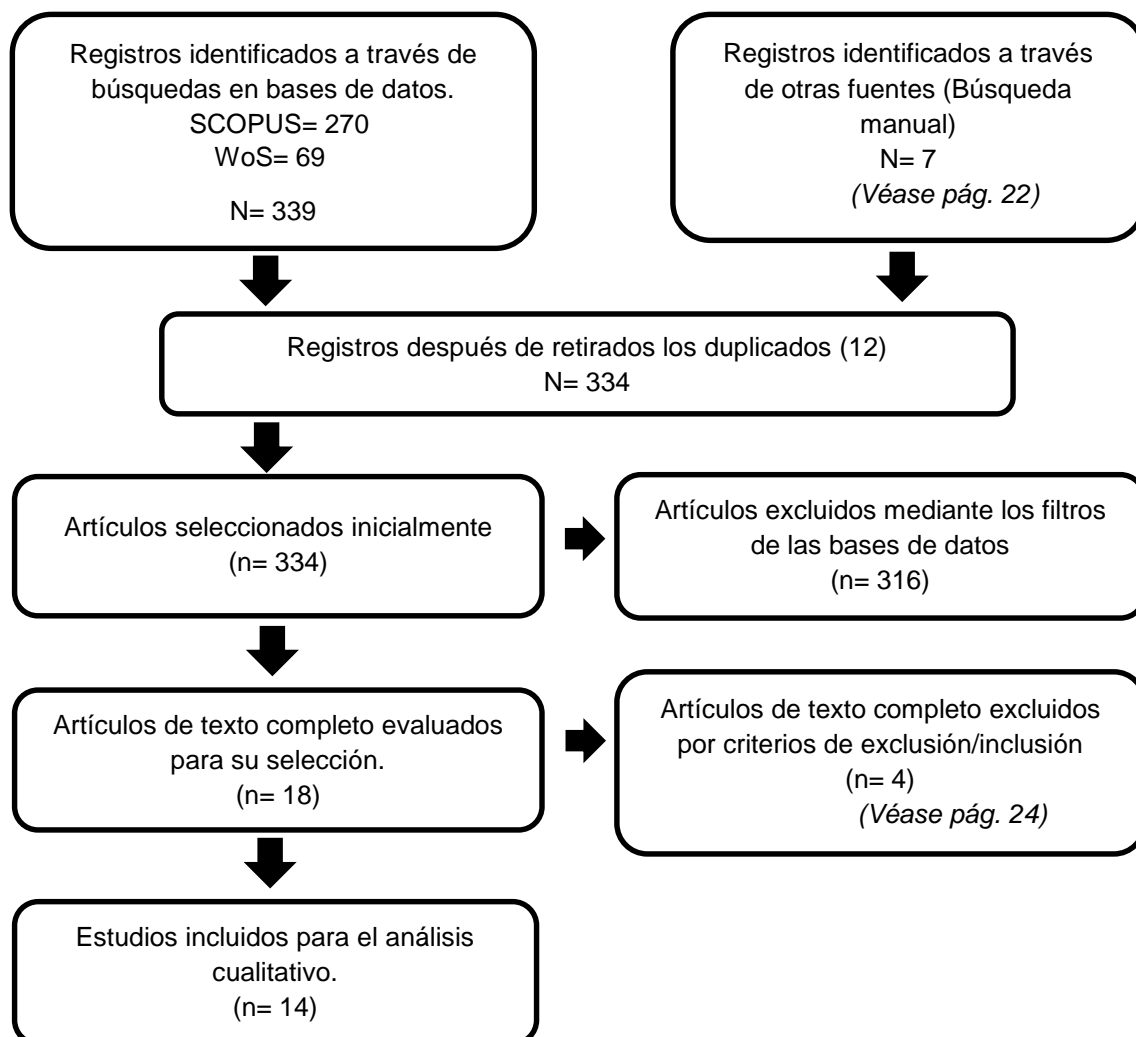 Registros identificados a través de
búsquedas en bases de datos.
SCOPUS= 270
WoS= 69
N= 339
Registros identificados a través
de otras fuentes (Búsqueda
manual)
N= 7
(Véase pág. 22)
Registros después de retirados los duplicados (12)
N= 334
Artículos seleccionados inicialmente
(n= 334)
Artículos excluidos mediante los filtros
de las bases de datos
(n= 316)
Artículos de texto completo evaluados
para su selección.
(n= 18)
Artículos de texto completo excluidos
por criterios de exclusión/inclusión
(n= 4)
(Véase pág. 24)
Estudios incluidos para el análisis
cualitativo.
(n= 14)